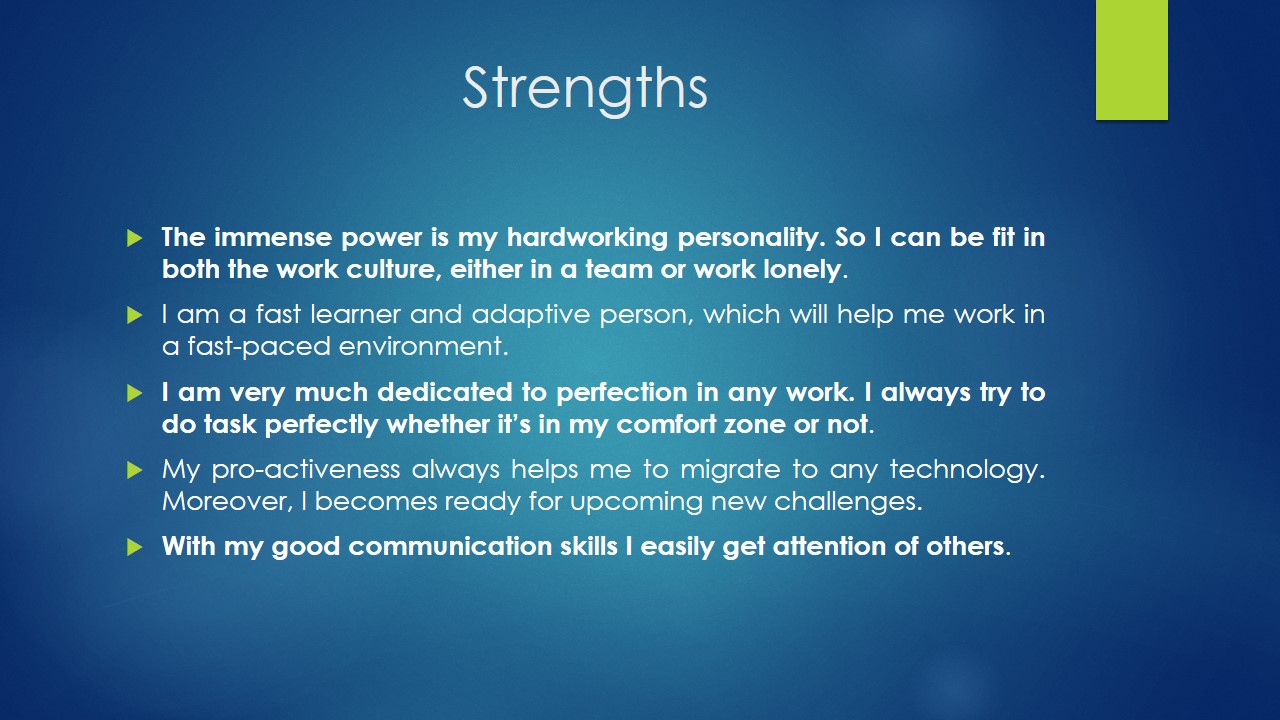 Strengths
The immense power is my hardworking personality. So I can be fit in
both the work culture, either in a team or work lonely.
I am a fast learner and adaptive person, which will help me work in
a fast-paced environment.
I am very much dedicated to perfection in any work. I always try to
do task perfectly whether it’s in my comfort zone or not.
My pro-activeness always helps me to migrate to any technology.
Moreover, I becomes ready for upcoming new challenges.
With my good communication skills I easily get attention of others.